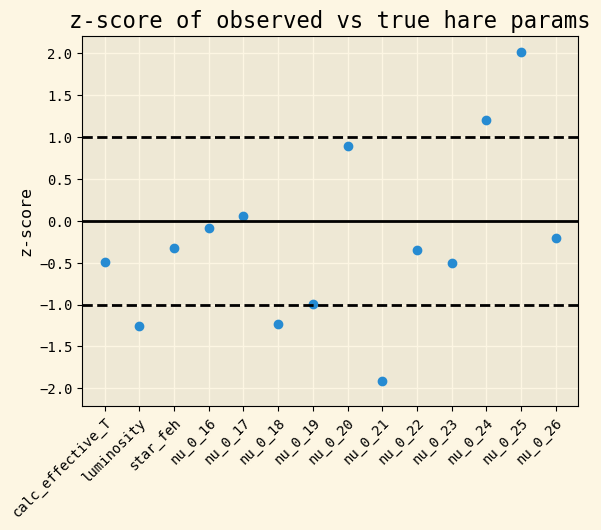 z-score of observed vs true hare params
z-score
2.0
1.5
1.0
0.5
0.0
−0.5
−1.0
−1.5
−2.0
calc_effective_T
luminosity
star_feh
nu_0_16
nu_0_17
nu_0_18
nu_0_19
nu_0_20
nu_0_21
nu_0_22
nu_0_23
nu_0_24
nu_0_25
nu_0_26